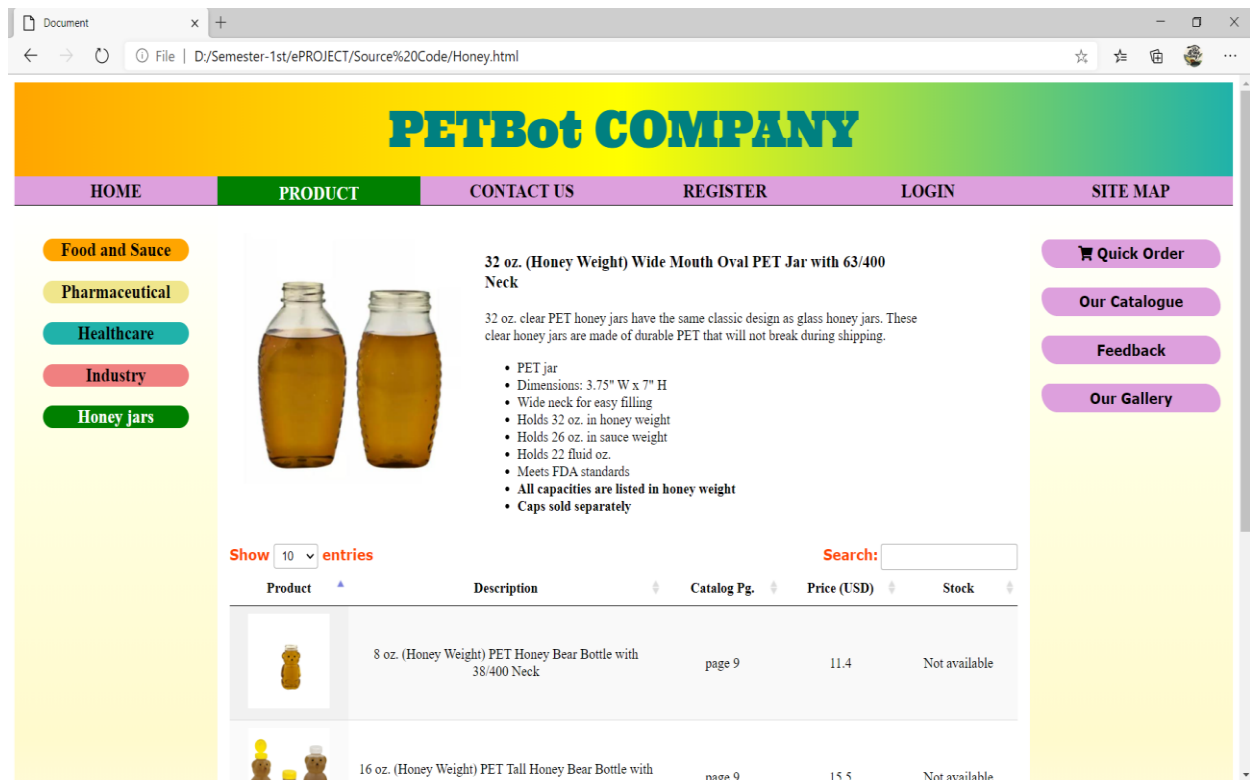 Document
File | D:/Semester-1st/ePROJECT/Source%20Code/Honey.html
PETBot COMPANY
HOME PRODUCT CONTACT US REGISTER LOGIN SITE MAP
Food and Sauce
Pharmaceutical
Healthcare
Industry
Honey jars
32 oz. (Honey Weight) Wide Mouth Oval PET Jar with 63/400
Neck
32 oz. clear PET honey jars have the same classic design as glass honey jars. These
clear honey jars are made of durable PET that will not break during shipping.
• PET jar
• Dimensions: 3.75" W x 7" H
• Wide neck for easy filling
• Holds 32 oz. in honey weight
• Holds 26 oz. in sauce weight
• Holds 22 fluid oz.
• Meets FDA standards
• All capacities are listed in honey weight
• Caps sold separately
Quick Order
Our Catalogue
Feedback
Our Gallery
Show 10 entries Search:
Product Description Catalog Pg. Price (USD) Stock
8 oz. (Honey Weight) PET Honey Bear Bottle with
38/400 Neck
page 9 11.4 Not available
16 oz. (Honey Weight) PET Tall Honey Bear Bottle with
page 9 15.5 Not available